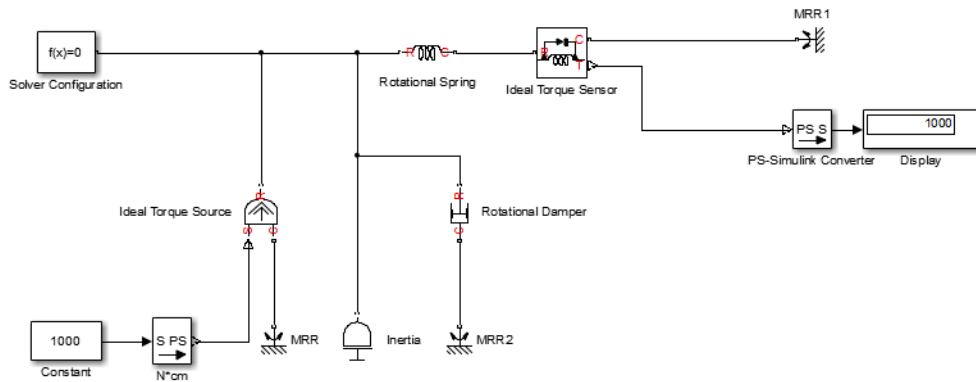 MRR1
f(x)=0
R C
R C T
Solver Configuration
Rotational Spring
Ideal Torque Sensor
PS S
1000
PS-Simulink Converter
Display
R
Ideal Torque Source
S C
R
Rotational Damper
C
1000
S PS
MRR
Inertia
MRR2
Constant
N*cm